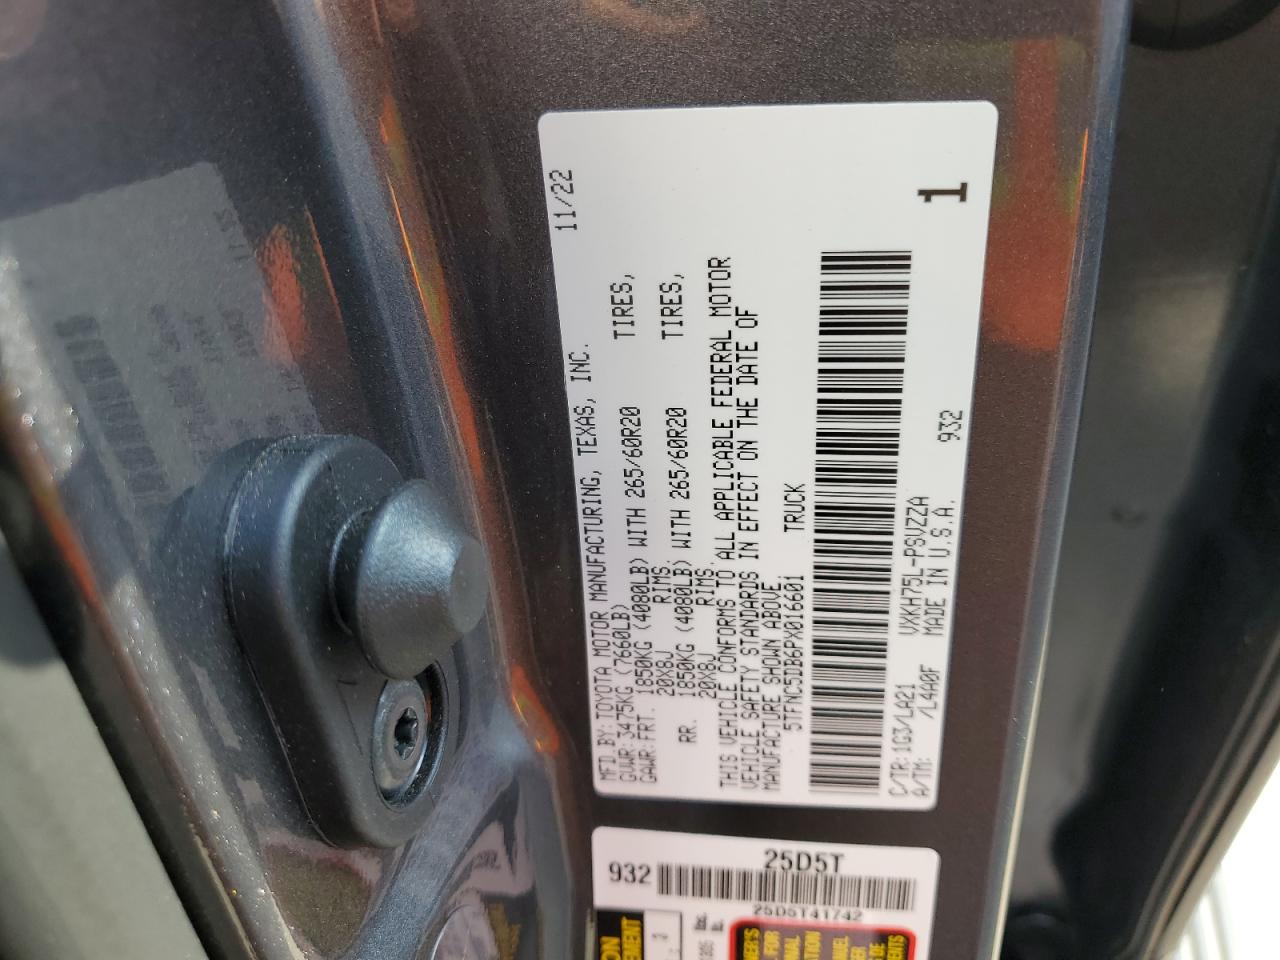 MFD.BY:TOYOTA MOTOR MANUFACTURING, TEXAS, INC. 11/22
GVWR:3475KG (7660LB)
GAWR:FRT. 1850KG (4080LB) WITH 265/60R20 TIRES,
20X8J RIMS.
RR. 1850KG (4080LB) WITH 265/60R20 TIRES,
20X8J RIMS.
THIS VEHICLE CONFORMS TO ALL APPLICABLE FEDERAL MOTOR
VEHICLE SAFETY STANDARDS IN EFFECT ON THE DATE OF
MANUFACTURE SHOWN ABOVE.
5TFNC5DB6PX016601 TRUCK
C/TR:1G3/LA21 VXKH75L-PSVZZA
A/TM: /L4A0F MADE IN U.S.A. 932
1
932 25D5T
25D5T41742